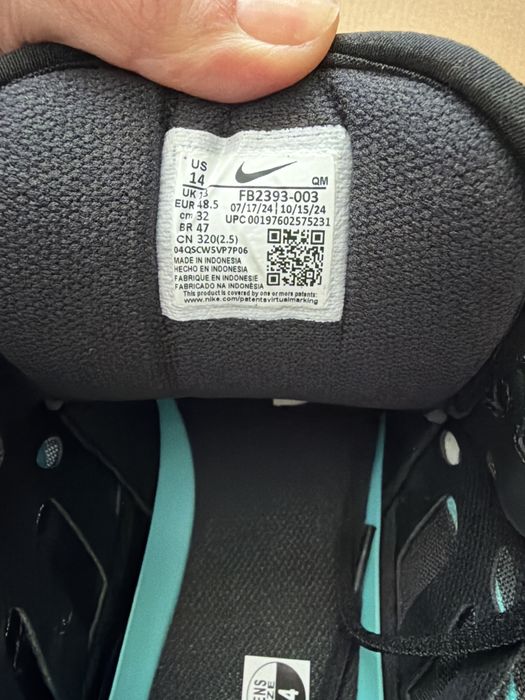 US
14
QM
UK 13
FB2393-003
EUR 48.5
07/17/24 | 10/15/24
cm 32
UPC 00197602575231
BR 47
CN 320(2.5)
04QSCWSVP7P06
MADE IN INDONESIA
HECHO EN INDONESIA
FABRIQUE EN INDONESIE
FABRICADO NA INDONÉSIA
This product is covered by one or more patents
www.nike.com/patentsvirtualmarking